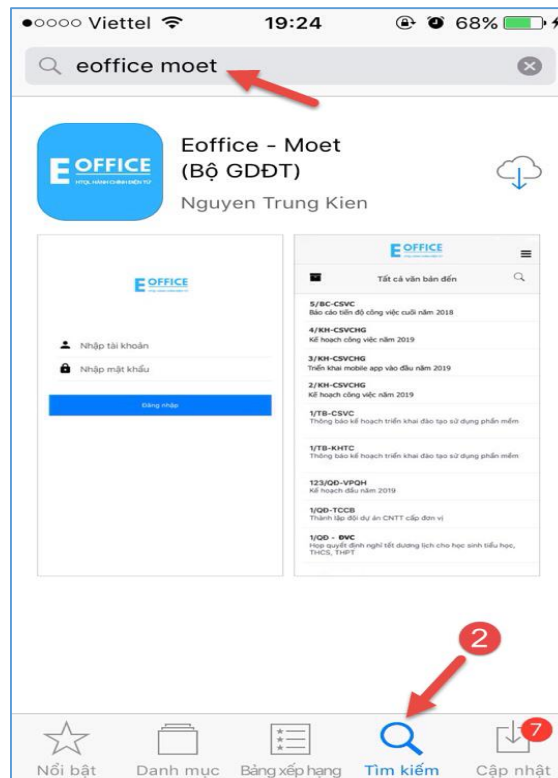 Viettel 19:24 68%
eoffice moet
E OFFICE
HTQL HÀNH CHÍNH ĐIỆN TỬ
Eoffice - Moet
(Bộ GDĐT)
Nguyen Trung Kien
E OFFICE
Nhập tài khoản
Nhập mật khẩu
Đăng nhập
E OFFICE
Tất cả văn bản đến
5/BC-CSVC
Báo cáo tiến độ công việc cuối năm 2018
4/KH-CSVCHG
Kế hoạch công việc năm 2019
3/KH-CSVCHG
Triển khai mobile app vào đầu năm 2019
2/KH-CSVCHG
Kế hoạch công việc năm 2019
1/TB-CSVC
Thông báo kế hoạch triển khai đào tạo sử dụng phần mềm
1/TB-KHTC
Thông báo kế hoạch triển khai đào tạo sử dụng phần mềm
123/QĐ-VPQH
Kế hoạch đầu năm 2019
1/QĐ-TCCB
Thành lập đội dự án CNTT cấp đơn vị
1/QĐ - ĐVC
Họp quyết định nghỉ tết dương lịch cho học sinh tiểu học,
THCS, THPT
2
7
Nổi bật Danh mục Bảng xếp hạng Tìm kiếm Cập nhật